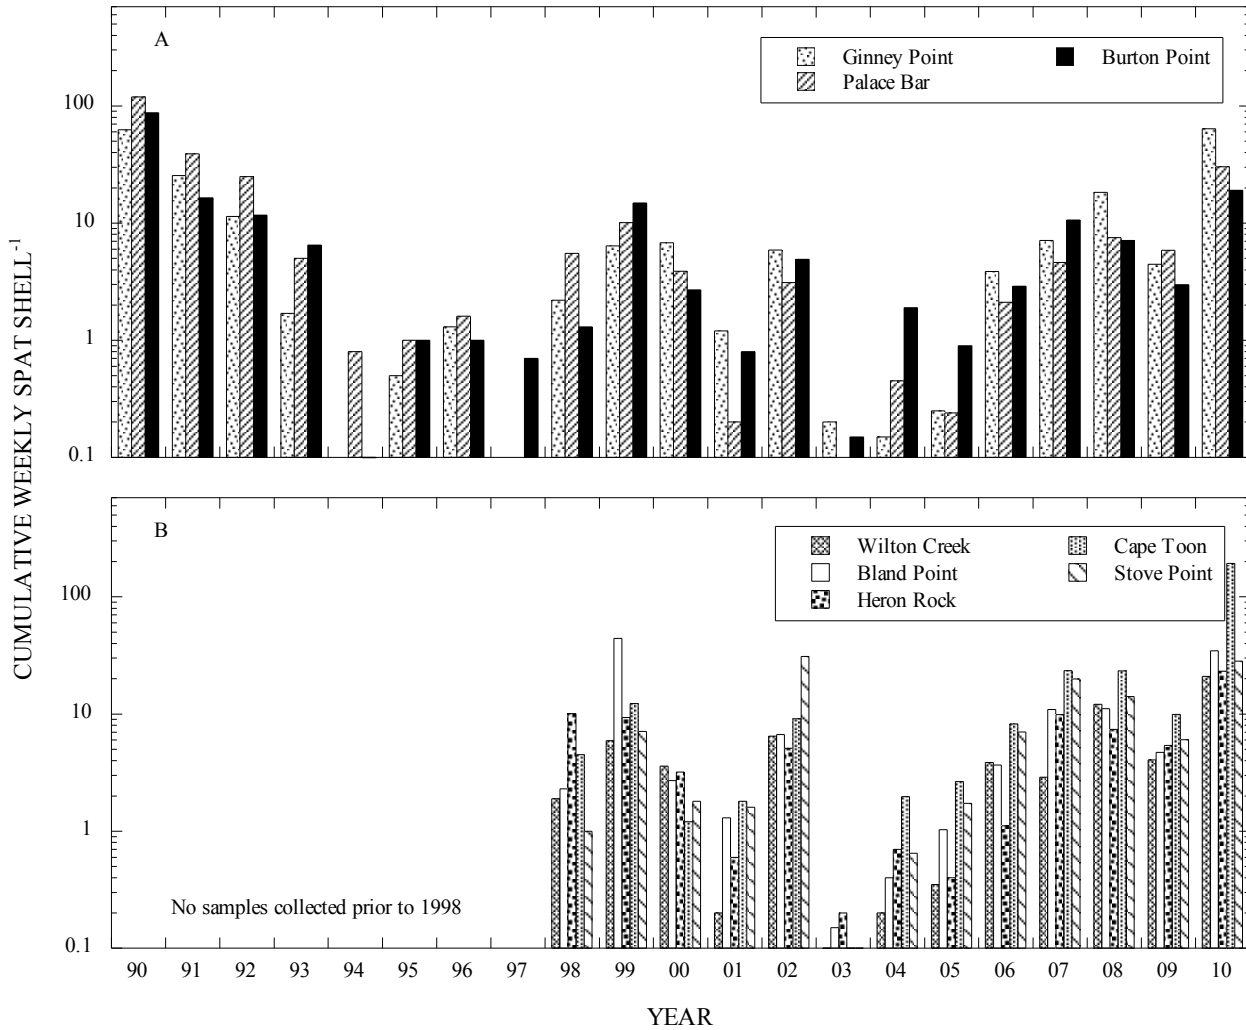 A
Ginney Point
Burton Point
Palace Bar
100
10
1
0.1
CUMULATIVE WEEKLY SPAT SHELL⁻¹
B
Wilton Creek
Cape Toon
Bland Point
Stove Point
Heron Rock
100
10
1
0.1
No samples collected prior to 1998
90 91 92 93 94 95 96 97 98 99 00 01 02 03 04 05 06 07 08 09 10
YEAR